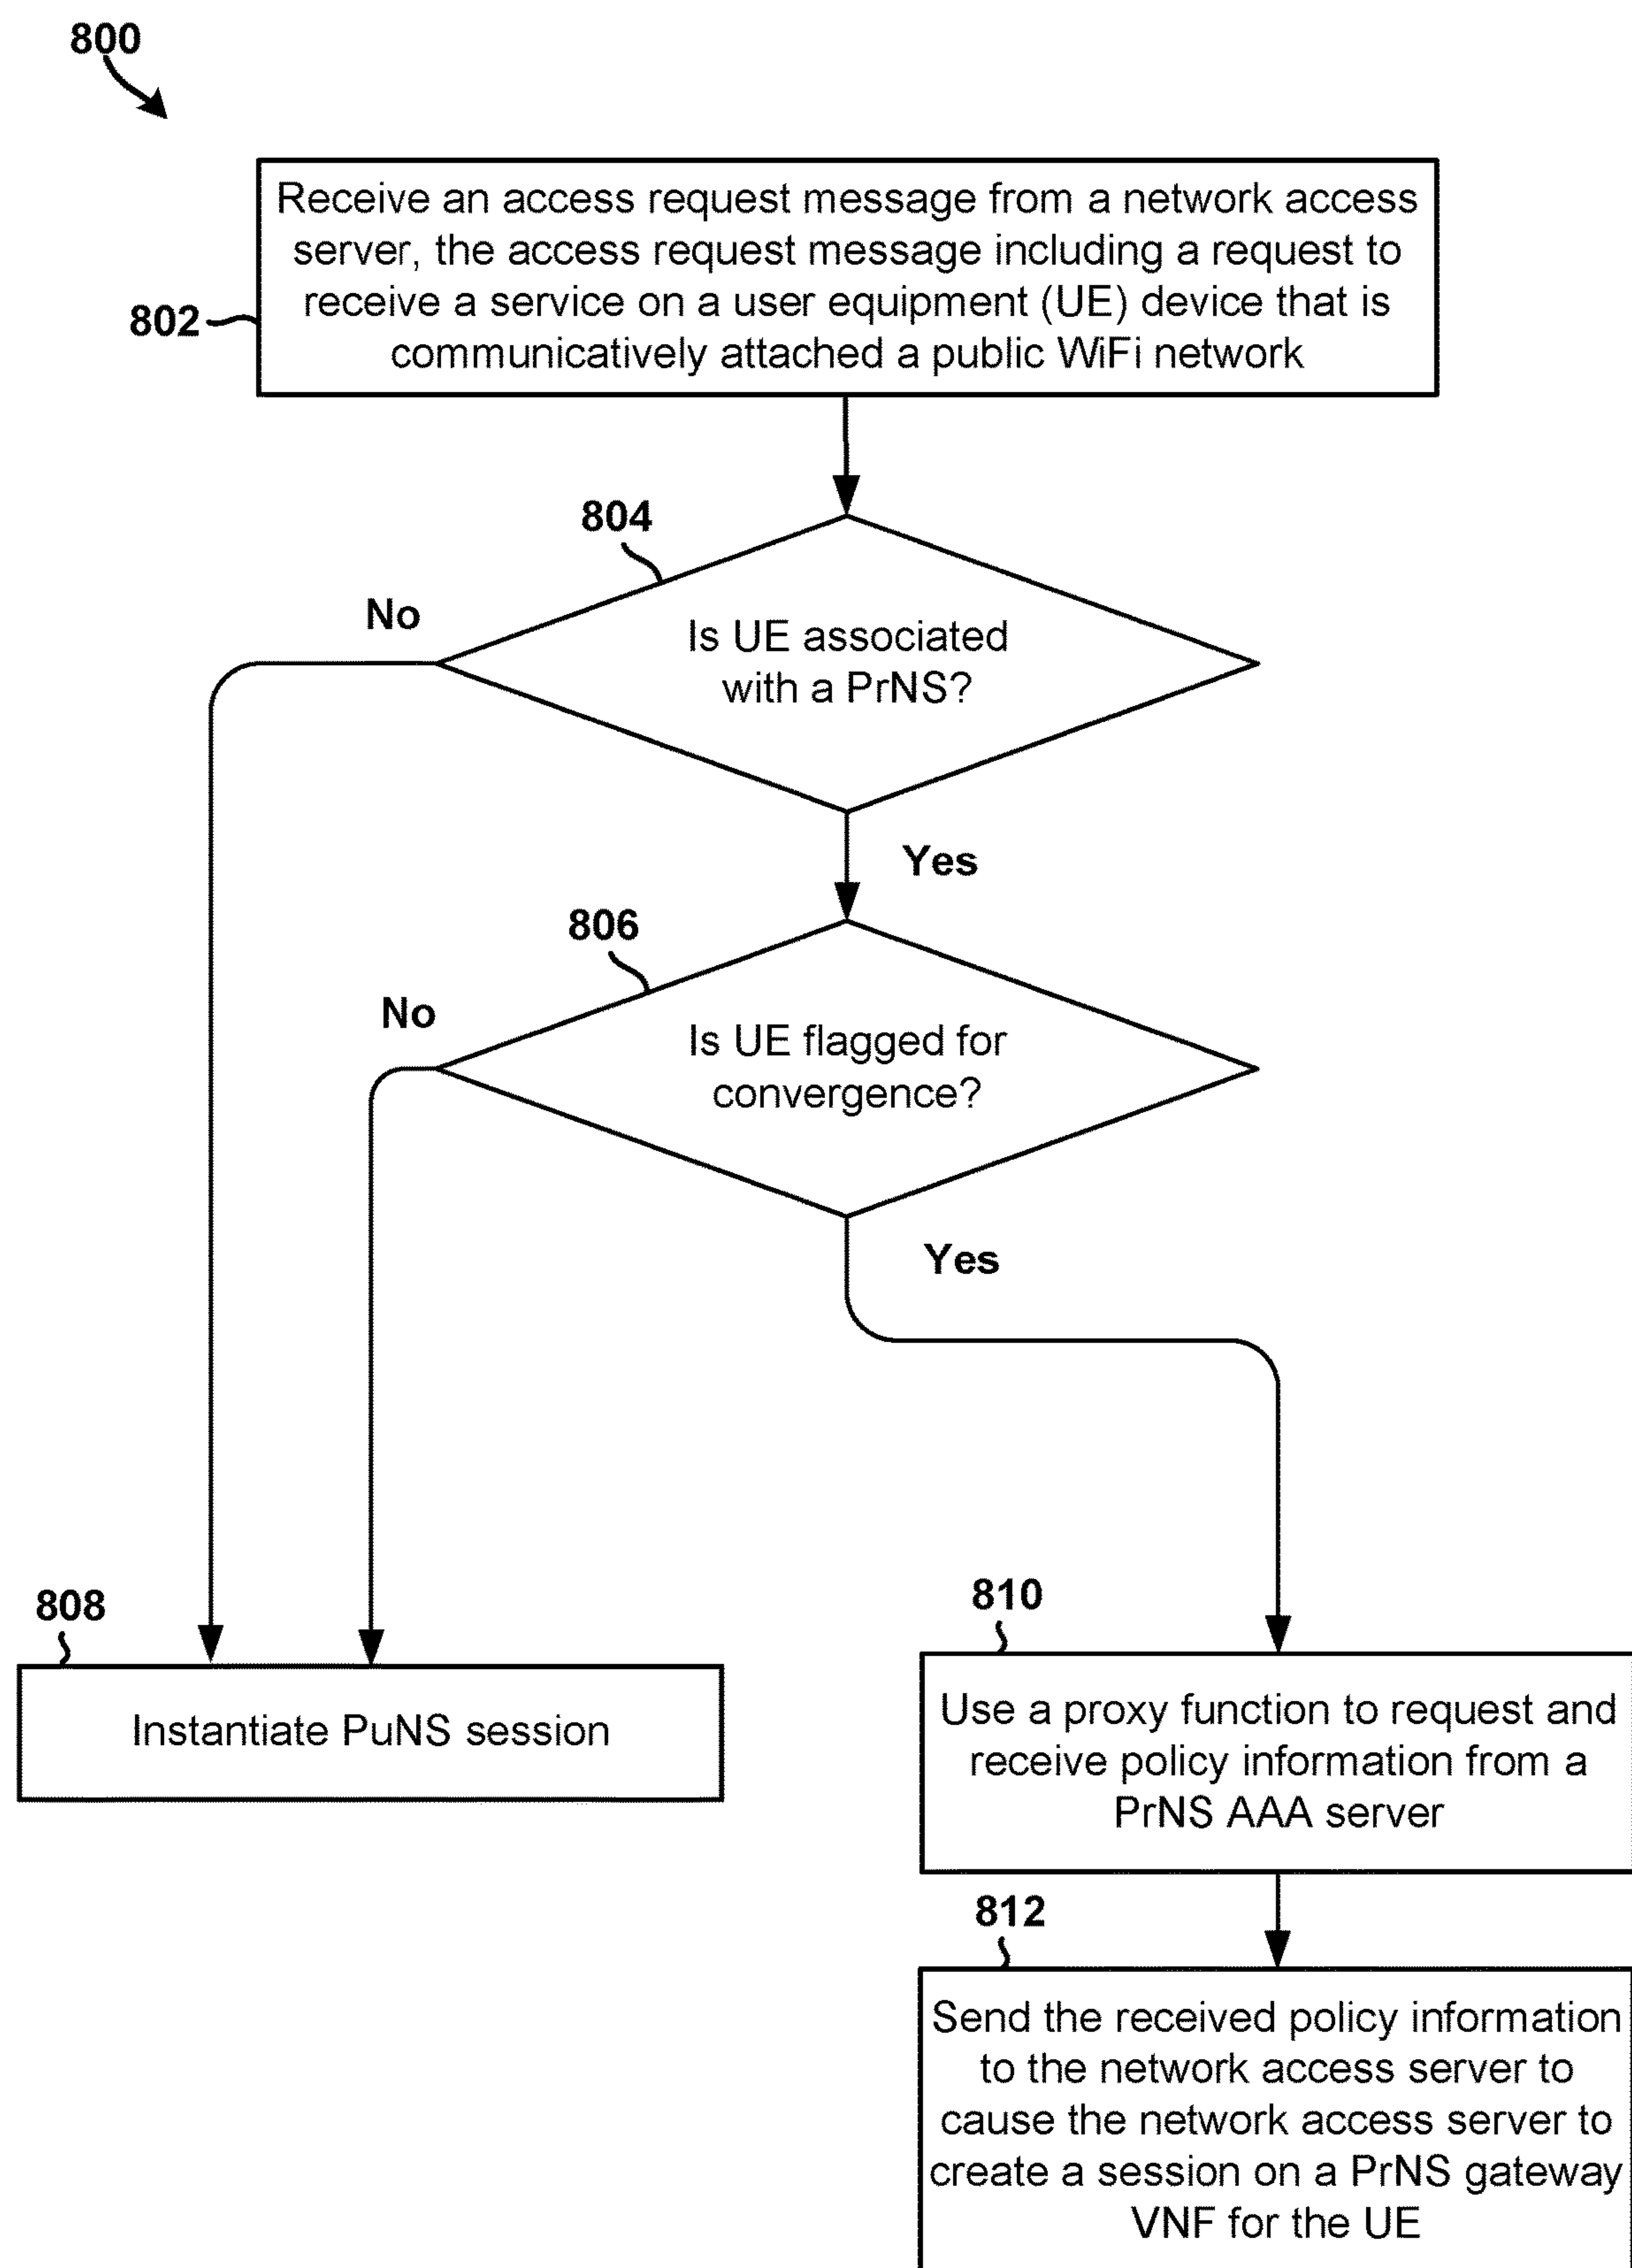 800
Receive an access request message from a network access
server, the access request message including a request to
receive a service on a user equipment (UE) device that is
communicatively attached a public WiFi network
802
804
No
Is UE associated
with a PrNS?
Yes
806
No
Is UE flagged for
convergence?
Yes
808
Instantiate PuNS session
810
Use a proxy function to request and
receive policy information from a
PrNS AAA server
812
Send the received policy information
to the network access server to
cause the network access server to
create a session on a PrNS gateway
VNF for the UE